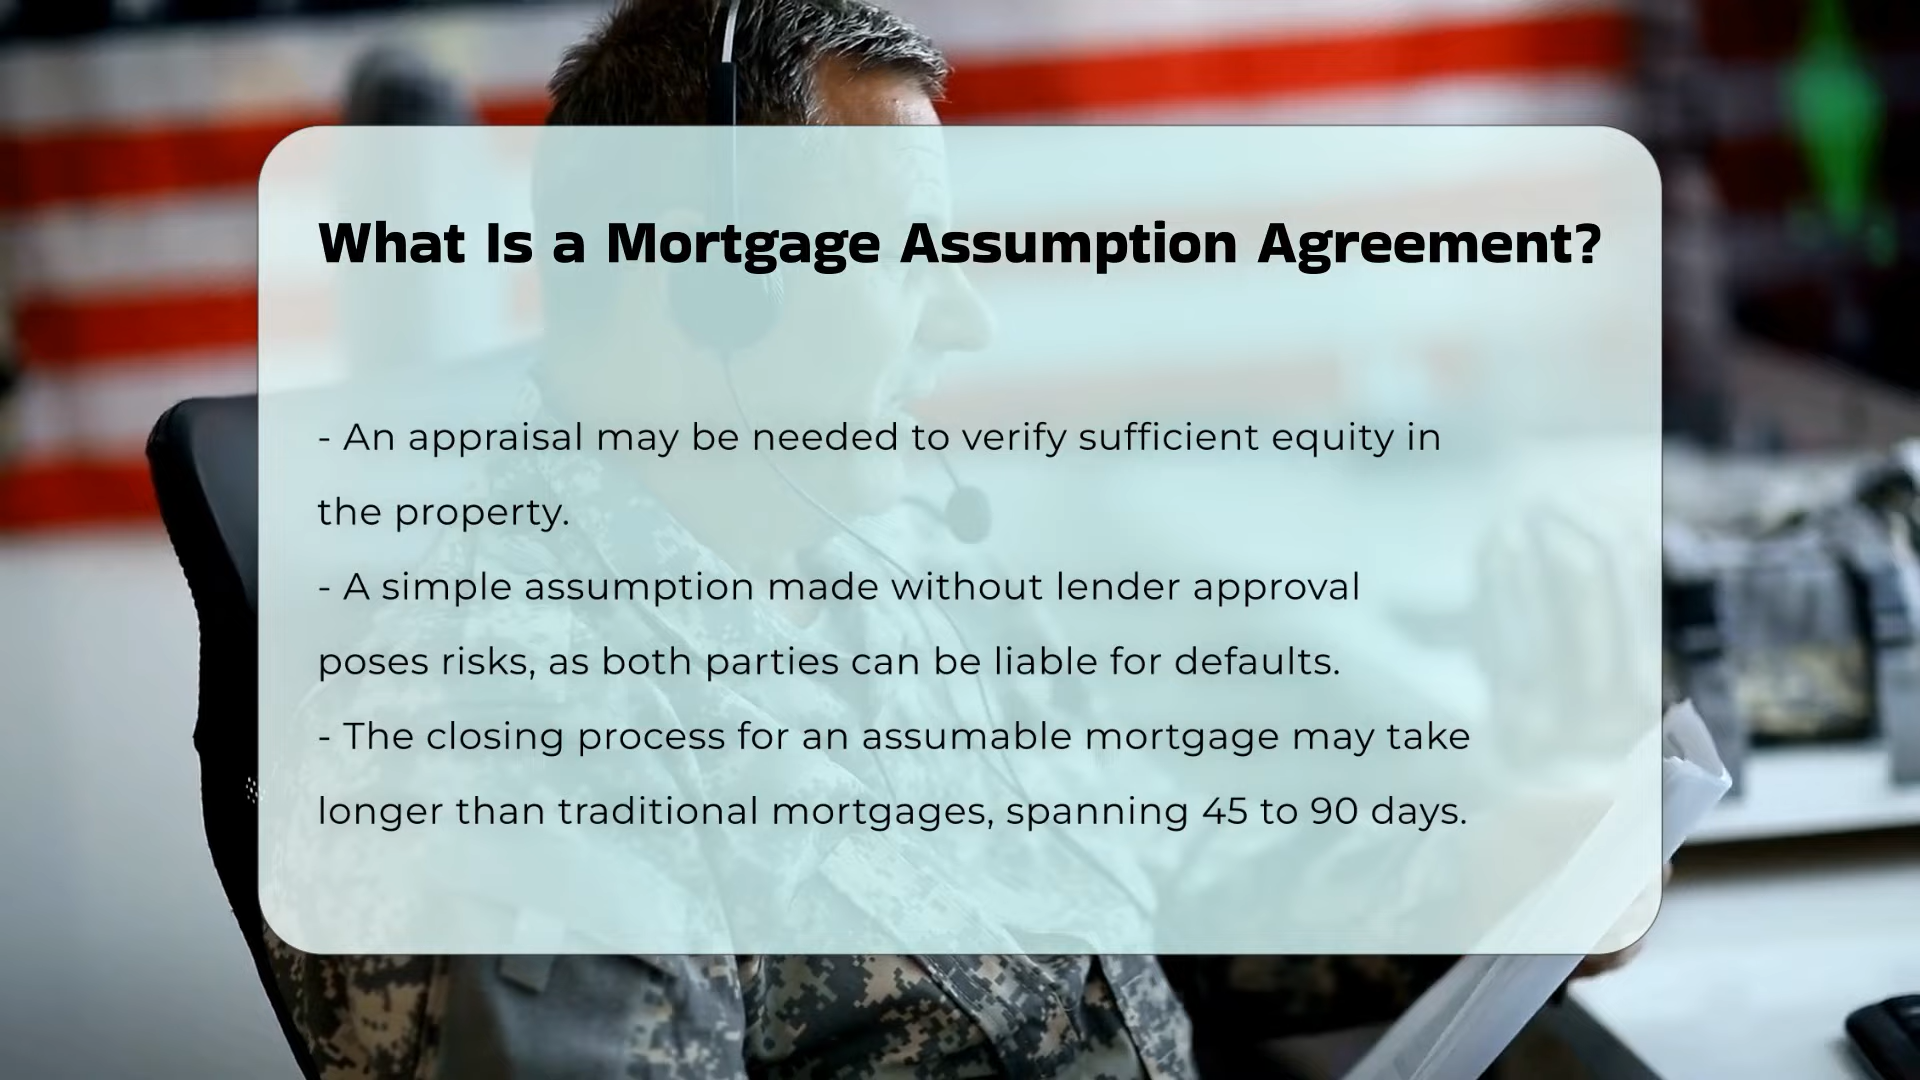 What Is a Mortgage Assumption Agreement?
- An appraisal may be needed to verify sufficient equity in
the property.
- A simple assumption made without lender approval
poses risks, as both parties can be liable for defaults.
- The closing process for an assumable mortgage may take
longer than traditional mortgages, spanning 45 to 90 days.